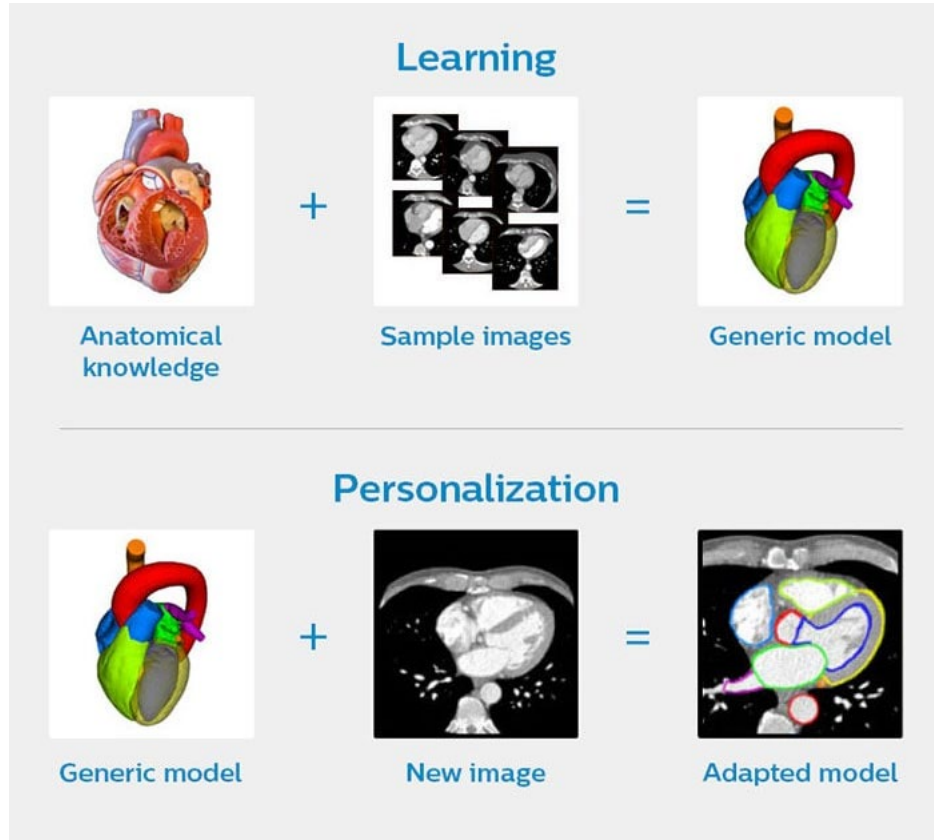 Learning
+
=
Anatomical
knowledge
Sample images
Generic model
Personalization
+
=
Generic model
New image
Adapted model